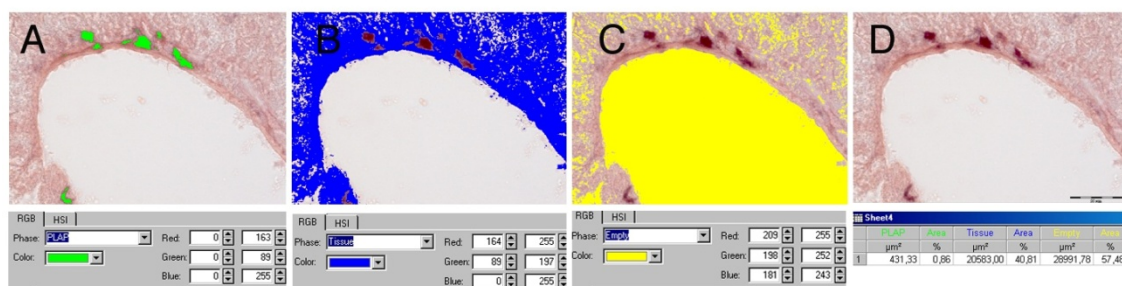 A
B
C
D
RGB HSI
Phase: PLAP Red: 0 163
Color: Green: 0 89
Blue: 0 255
RGB HSI
Phase: Tissue Red: 164 255
Color: Green: 89 197
Blue: 0 255
RGB HSI
Phase: Empty Red: 209 255
Color: Green: 198 252
Blue: 181 243
Sheet4
PLAP Area Tissue Area Empty Area
µm² % µm² % µm² %
1 431,33 0,86 20583,00 40,81 28991,78 57,48